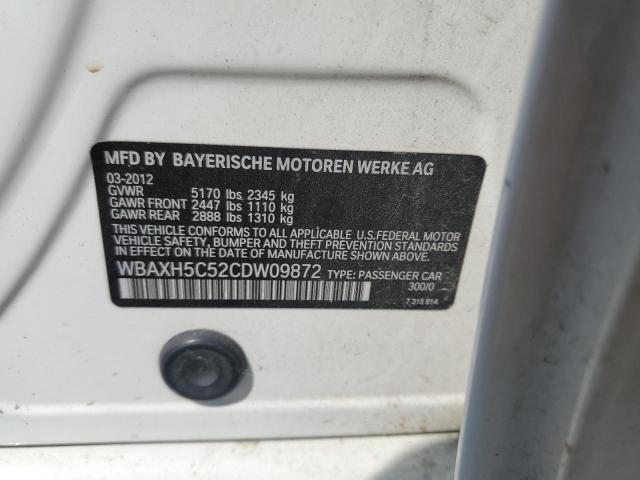 MFD BY BAYERISCHE MOTOREN WERKE AG
03-2012
GVWR 5170 lbs 2345 kg
GAWR FRONT 2447 lbs 1110 kg
GAWR REAR 2888 lbs 1310 kg
THIS VEHICLE CONFORMS TO ALL APPLICABLE U.S.FEDERAL MOTOR
VEHICLE SAFETY, BUMPER AND THEFT PREVENTION STANDARDS
IN EFFECT ON THE DATE OF MANUFACTURE SHOWN ABOVE.
WBAXH5C52CDW09872 TYPE: PASSENGER CAR
300/0
7 315 814